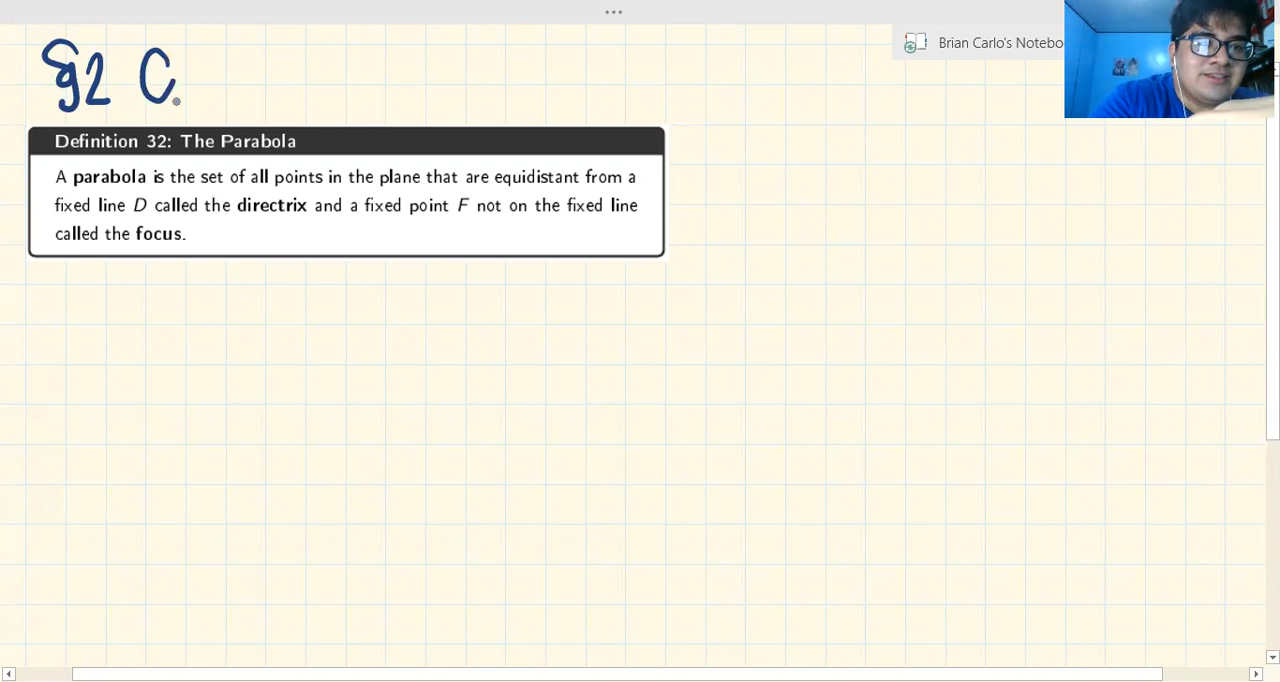 ...
Brian Carlo's Notebo
§2 C
Definition 32: The Parabola
A parabola is the set of all points in the plane that are equidistant from a
fixed line D called the directrix and a fixed point F not on the fixed line
called the focus.